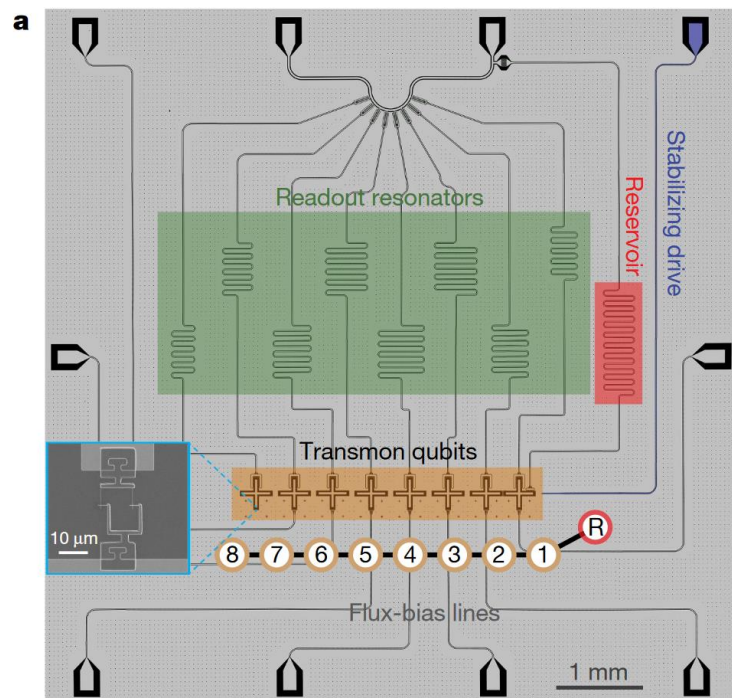 a
Readout resonators
Reservoir
Stabilizing drive
Transmon qubits
10 μm
R
8 7 6 5 4 3 2 1
Flux-bias lines
1 mm